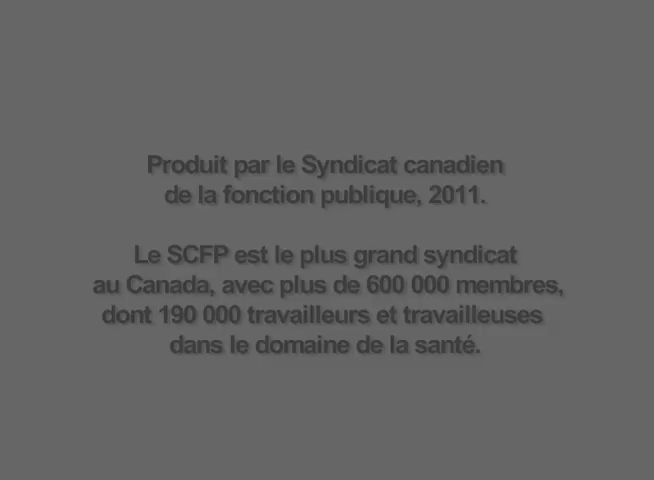 Produit par le Syndicat canadien
de la fonction publique, 2011.
Le SCFP est le plus grand syndicat
au Canada, avec plus de 600 000 membres,
dont 190 000 travailleurs et travailleuses
dans le domaine de la santé.